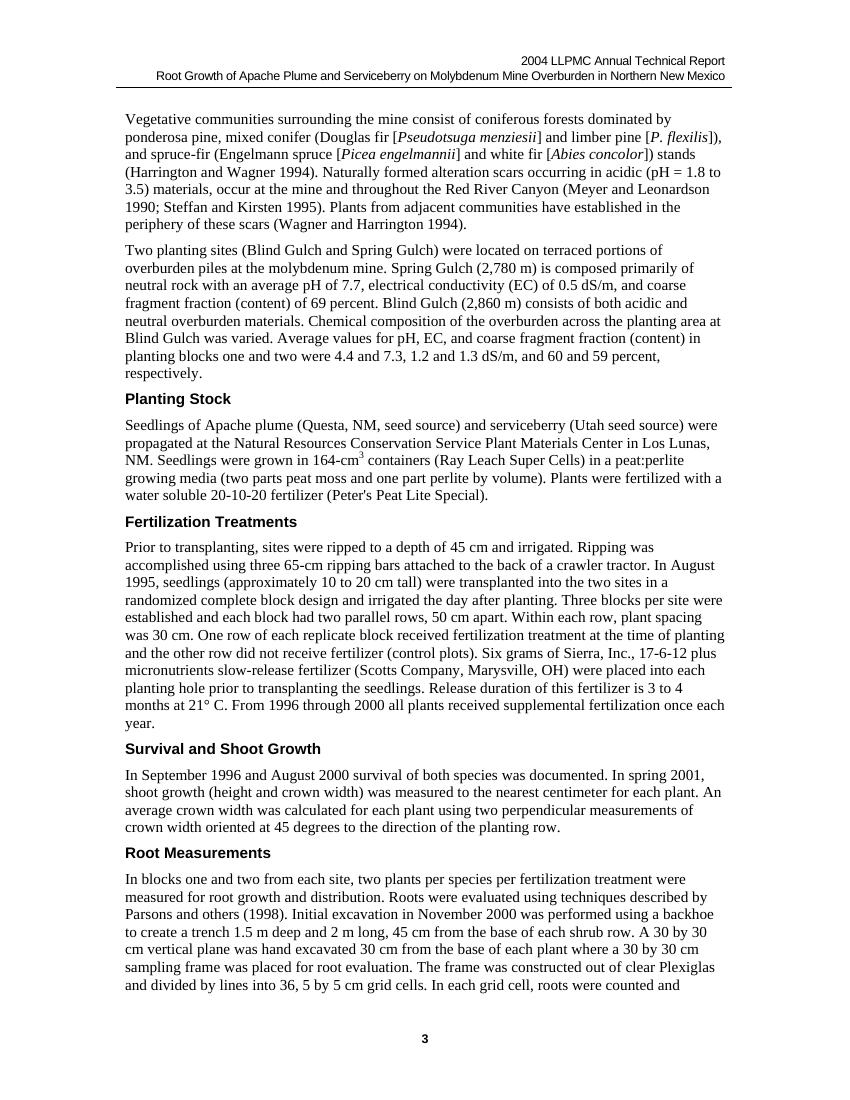 2004 LLPMC Annual Technical Report
Root Growth of Apache Plume and Serviceberry on Molybdenum Mine Overburden in Northern New Mexico
Vegetative communities surrounding the mine consist of coniferous forests dominated by
ponderosa pine, mixed conifer (Douglas fir [Pseudotsuga menziesii] and limber pine [P. flexilis]),
and spruce-fir (Engelmann spruce [Picea engelmannii] and white fir [Abies concolor]) stands
(Harrington and Wagner 1994). Naturally formed alteration scars occurring in acidic (pH = 1.8 to
3.5) materials, occur at the mine and throughout the Red River Canyon (Meyer and Leonardson
1990; Steffan and Kirsten 1995). Plants from adjacent communities have established in the
periphery of these scars (Wagner and Harrington 1994).
Two planting sites (Blind Gulch and Spring Gulch) were located on terraced portions of
overburden piles at the molybdenum mine. Spring Gulch (2,780 m) is composed primarily of
neutral rock with an average pH of 7.7, electrical conductivity (EC) of 0.5 dS/m, and coarse
fragment fraction (content) of 69 percent. Blind Gulch (2,860 m) consists of both acidic and
neutral overburden materials. Chemical composition of the overburden across the planting area at
Blind Gulch was varied. Average values for pH, EC, and coarse fragment fraction (content) in
planting blocks one and two were 4.4 and 7.3, 1.2 and 1.3 dS/m, and 60 and 59 percent,
respectively.
Planting Stock
Seedlings of Apache plume (Questa, NM, seed source) and serviceberry (Utah seed source) were
propagated at the Natural Resources Conservation Service Plant Materials Center in Los Lunas,
NM. Seedlings were grown in 164-cm³ containers (Ray Leach Super Cells) in a peat:perlite
growing media (two parts peat moss and one part perlite by volume). Plants were fertilized with a
water soluble 20-10-20 fertilizer (Peter's Peat Lite Special).
Fertilization Treatments
Prior to transplanting, sites were ripped to a depth of 45 cm and irrigated. Ripping was
accomplished using three 65-cm ripping bars attached to the back of a crawler tractor. In August
1995, seedlings (approximately 10 to 20 cm tall) were transplanted into the two sites in a
randomized complete block design and irrigated the day after planting. Three blocks per site were
established and each block had two parallel rows, 50 cm apart. Within each row, plant spacing
was 30 cm. One row of each replicate block received fertilization treatment at the time of planting
and the other row did not receive fertilizer (control plots). Six grams of Sierra, Inc., 17-6-12 plus
micronutrients slow-release fertilizer (Scotts Company, Marysville, OH) were placed into each
planting hole prior to transplanting the seedlings. Release duration of this fertilizer is 3 to 4
months at 21° C. From 1996 through 2000 all plants received supplemental fertilization once each
year.
Survival and Shoot Growth
In September 1996 and August 2000 survival of both species was documented. In spring 2001,
shoot growth (height and crown width) was measured to the nearest centimeter for each plant. An
average crown width was calculated for each plant using two perpendicular measurements of
crown width oriented at 45 degrees to the direction of the planting row.
Root Measurements
In blocks one and two from each site, two plants per species per fertilization treatment were
measured for root growth and distribution. Roots were evaluated using techniques described by
Parsons and others (1998). Initial excavation in November 2000 was performed using a backhoe
to create a trench 1.5 m deep and 2 m long, 45 cm from the base of each shrub row. A 30 by 30
cm vertical plane was hand excavated 30 cm from the base of each plant where a 30 by 30 cm
sampling frame was placed for root evaluation. The frame was constructed out of clear Plexiglas
and divided by lines into 36, 5 by 5 cm grid cells. In each grid cell, roots were counted and
3